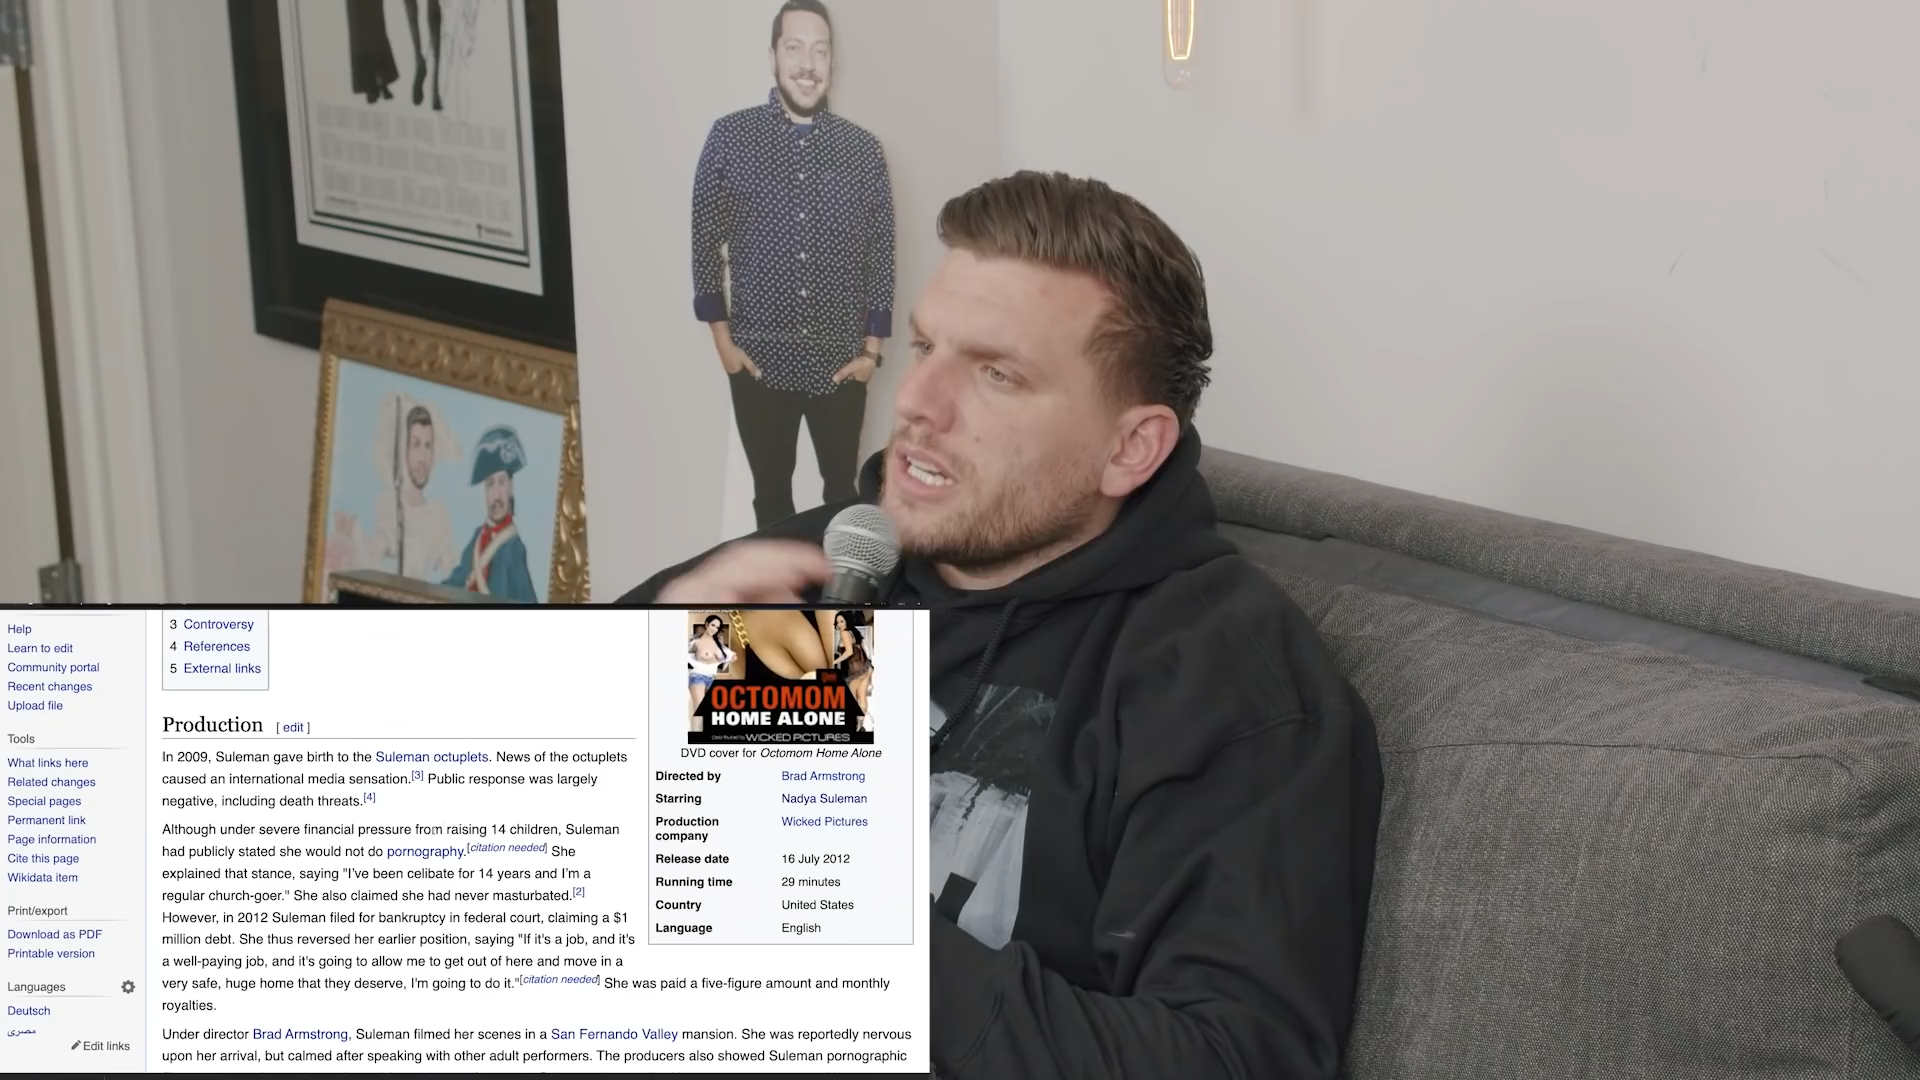 Help
Learn to edit
Community portal
Recent changes
Upload file
Tools
What links here
Related changes
Special pages
Permanent link
Page information
Cite this page
Wikidata item
Print/export
Download as PDF
Printable version
Languages
Deutsch
مصرى
Edit links
3 Controversy
4 References
5 External links
Production [ edit ]
In 2009, Suleman gave birth to the Suleman octuplets. News of the octuplets
caused an international media sensation.[3] Public response was largely
negative, including death threats.[4]
Although under severe financial pressure from raising 14 children, Suleman
had publicly stated she would not do pornography.[citation needed] She
explained that stance, saying "I've been celibate for 14 years and I'm a
regular church-goer." She also claimed she had never masturbated.[2]
However, in 2012 Suleman filed for bankruptcy in federal court, claiming a $1
million debt. She thus reversed her earlier position, saying "If it's a job, and it's
a well-paying job, and it's going to allow me to get out of here and move in a
very safe, huge home that they deserve, I'm going to do it."[citation needed] She was paid a five-figure amount and monthly
royalties.
Under director Brad Armstrong, Suleman filmed her scenes in a San Fernando Valley mansion. She was reportedly nervous
upon her arrival, but calmed after speaking with other adult performers. The producers also showed Suleman pornographic
OCTOMOM
HOME ALONE
WICKED PICTURES
DVD cover for Octomom Home Alone
Directed by Brad Armstrong
Starring Nadya Suleman
Production company Wicked Pictures
Release date 16 July 2012
Running time 29 minutes
Country United States
Language English